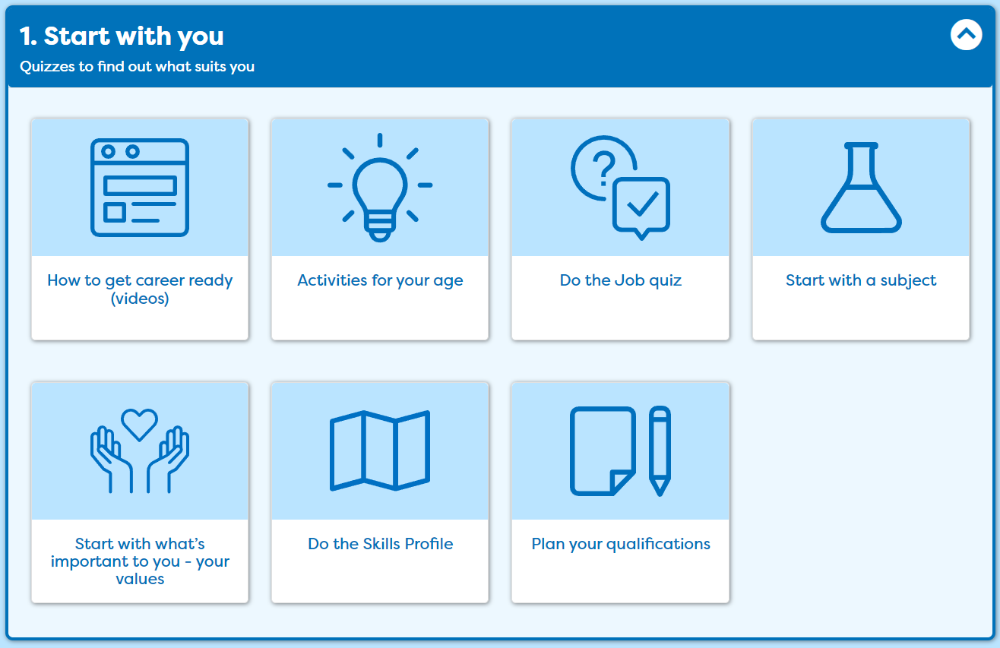 1. Start with you
Quizzes to find out what suits you
How to get career ready
(videos)
Activities for your age
Do the Job quiz
?
Start with a subject
Start with what’s
important to you - your
values
Do the Skills Profile
Plan your qualifications